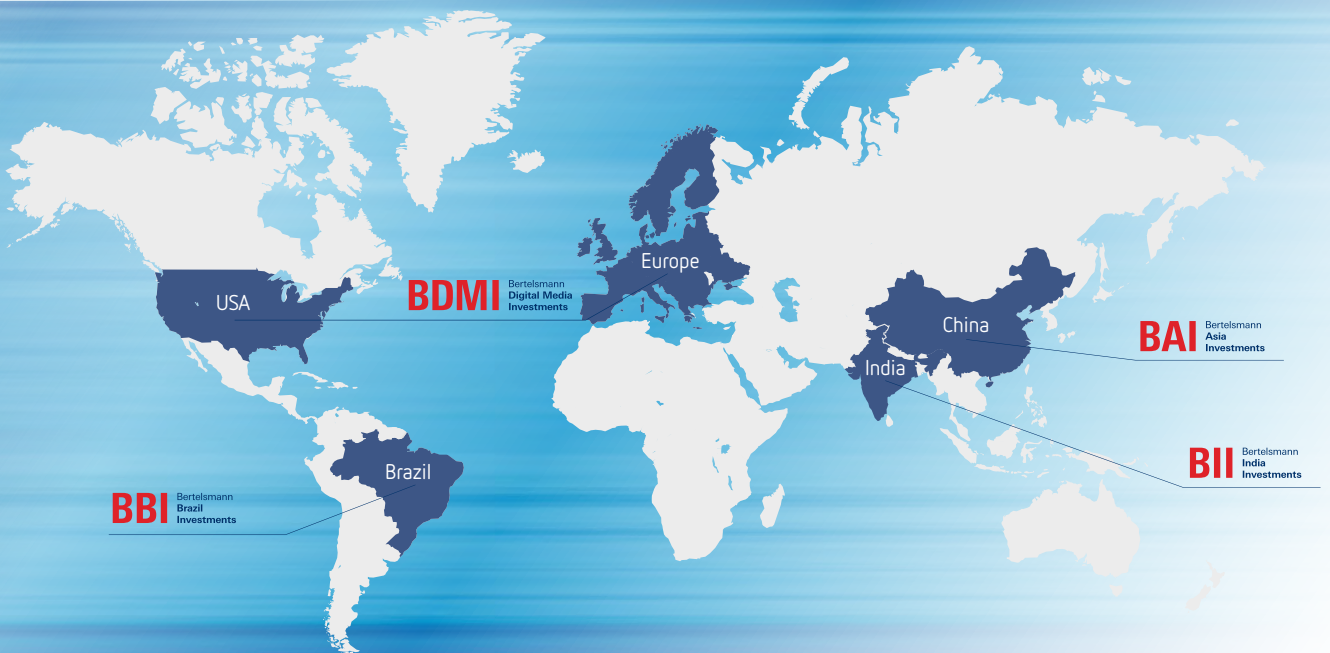 Europe
USA
BDMI
Bertelsmann
Digital Media
Investments
China
BAI
Bertelsmann
Asia
Investments
India
Brazil
BII
Bertelsmann
India
Investments
BBI
Bertelsmann
Brazil
Investments